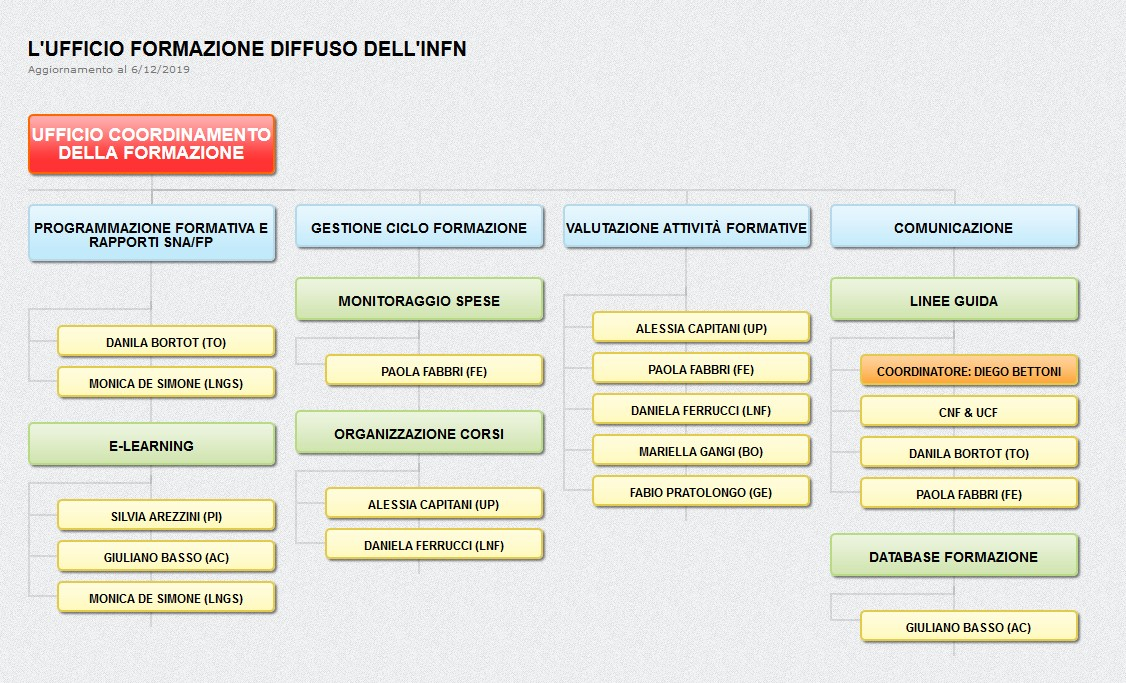 L'UFFICIO FORMAZIONE DIFFUSO DELL'INFN
Aggiornamento al 6/12/2019
UFFICIO COORDINAMENTO
DELLA FORMAZIONE
PROGRAMMAZIONE FORMATIVA E
RAPPORTI SNA/FP
DANILA BORTOT (TO)
MONICA DE SIMONE (LNGS)
E-LEARNING
SILVIA AREZZINI (PI)
GIULIANO BASSO (AC)
MONICA DE SIMONE (LNGS)
GESTIONE CICLO FORMAZIONE
MONITORAGGIO SPESE
PAOLA FABBRI (FE)
ORGANIZZAZIONE CORSI
ALESSIA CAPITANI (UP)
DANIELA FERRUCCI (LNF)
VALUTAZIONE ATTIVITÀ FORMATIVE
ALESSIA CAPITANI (UP)
PAOLA FABBRI (FE)
DANIELA FERRUCCI (LNF)
MARIELLA GANGI (BO)
FABIO PRATOLONGO (GE)
COMUNICAZIONE
LINEE GUIDA
COORDINATORE: DIEGO BETTONI
CNF & UCF
DANILA BORTOT (TO)
PAOLA FABBRI (FE)
DATABASE FORMAZIONE
GIULIANO BASSO (AC)